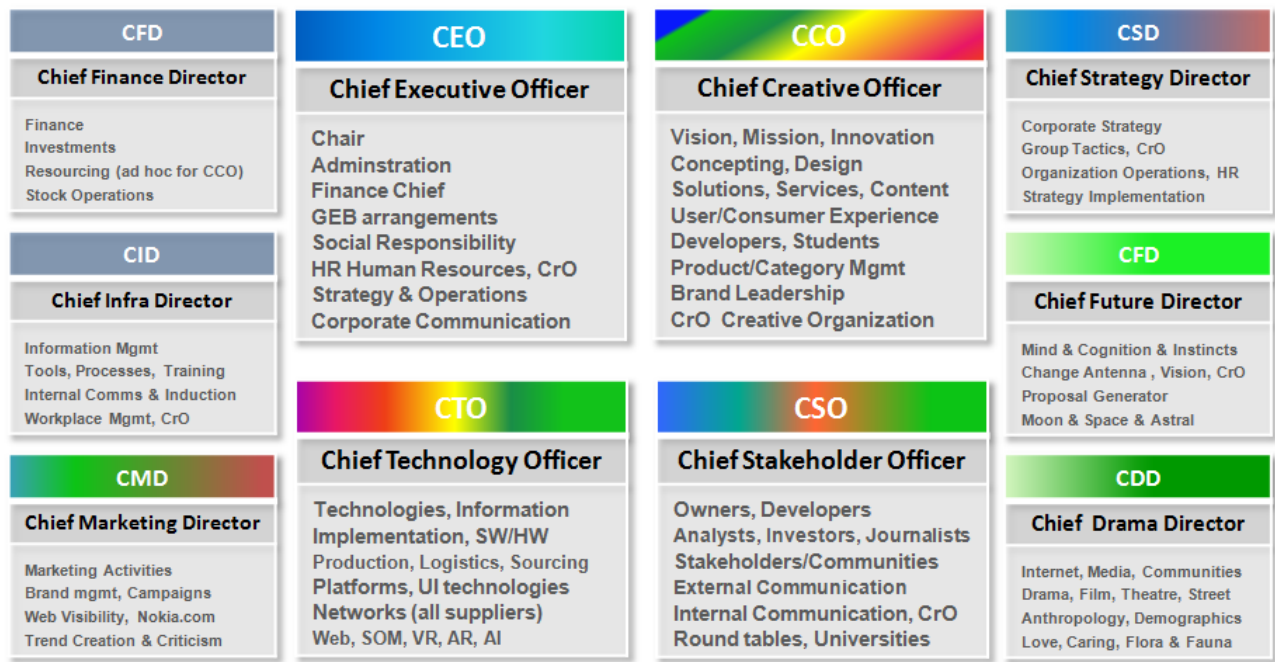 CFD
Chief Finance Director
Finance
Investments
Resourcing (ad hoc for CCO)
Stock Operations
CID
Chief Infra Director
Information Mgmt
Tools, Processes, Training
Internal Comms & Induction
Workplace Mgmt, CrO
CMD
Chief Marketing Director
Marketing Activities
Brand mgmt, Campaigns
Web Visibility, Nokia.com
Trend Creation & Criticism
CEO
Chief Executive Officer
Chair
Adminstration
Finance Chief
GEB arrangements
Social Responsibility
HR Human Resources, CrO
Strategy & Operations
Corporate Communication
CTO
Chief Technology Officer
Technologies, Information
Implementation, SW/HW
Production, Logistics, Sourcing
Platforms, UI technologies
Networks (all suppliers)
Web, SOM, VR, AR, AI
CCO
Chief Creative Officer
Vision, Mission, Innovation
Concepting, Design
Solutions, Services, Content
User/Consumer Experience
Developers, Students
Product/Category Mgmt
Brand Leadership
CrO Creative Organization
CSO
Chief Stakeholder Officer
Owners, Developers
Analysts, Investors, Journalists
Stakeholders/Communities
External Communication
Internal Communication, CrO
Round tables, Universities
CSD
Chief Strategy Director
Corporate Strategy
Group Tactics, CrO
Organization Operations, HR
Strategy Implementation
CFD
Chief Future Director
Mind & Cognition & Instincts
Change Antenna , Vision, CrO
Proposal Generator
Moon & Space & Astral
CDD
Chief Drama Director
Internet, Media, Communities
Drama, Film, Theatre, Street
Anthropology, Demographics
Love, Caring, Flora & Fauna